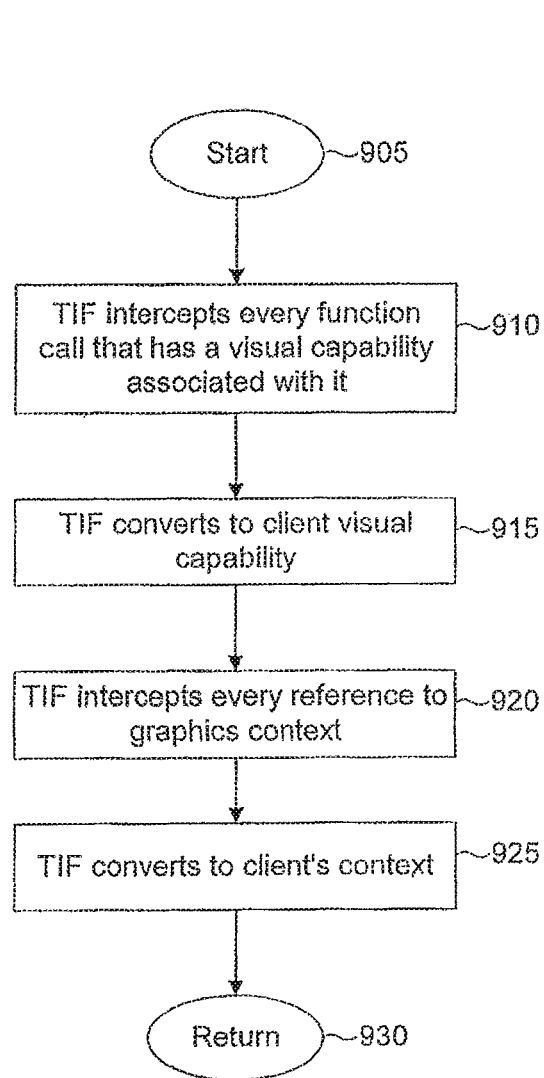 Start
905
TIF intercepts every function
call that has a visual capability
associated with it
910
TIF converts to client visual
capability
915
TIF intercepts every reference to
graphics context
920
TIF converts to client's context
925
Return
930